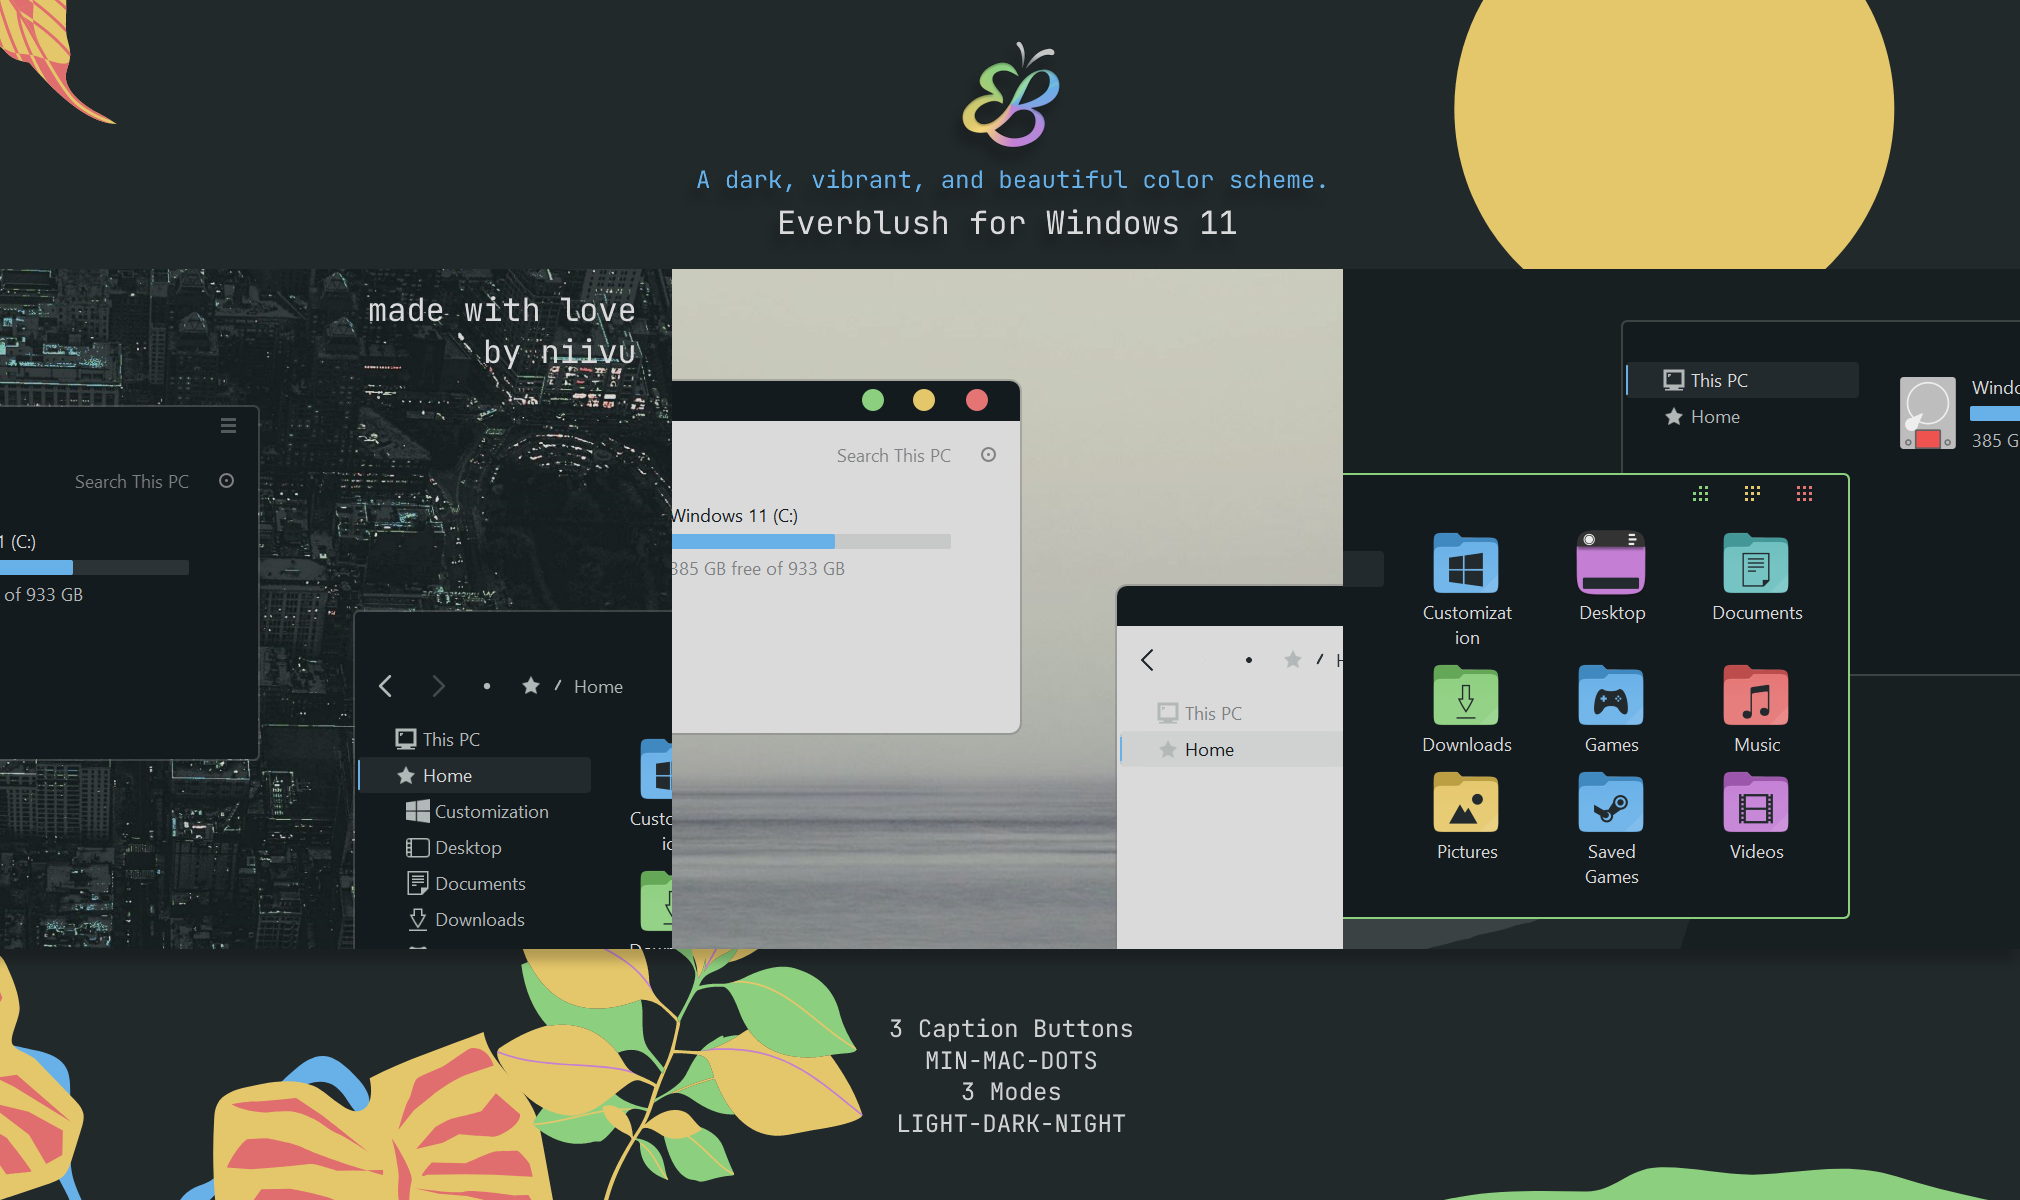 A dark, vibrant, and beautiful color scheme.
Everblush for Windows 11
made with love
by niivu
Search This PC
(C:)
of 933 GB
Home
This PC
Home
Customization
Desktop
Documents
Downloads
Search This PC
Windows 11 (C:)
385 GB free of 933 GB
This PC
Home
This PC
Home
385 G
Customizat
ion
Desktop
Documents
Downloads
Games
Music
Pictures
Saved
Games
Videos
3 Caption Buttons
MIN-MAC-DOTS
3 Modes
LIGHT-DARK-NIGHT